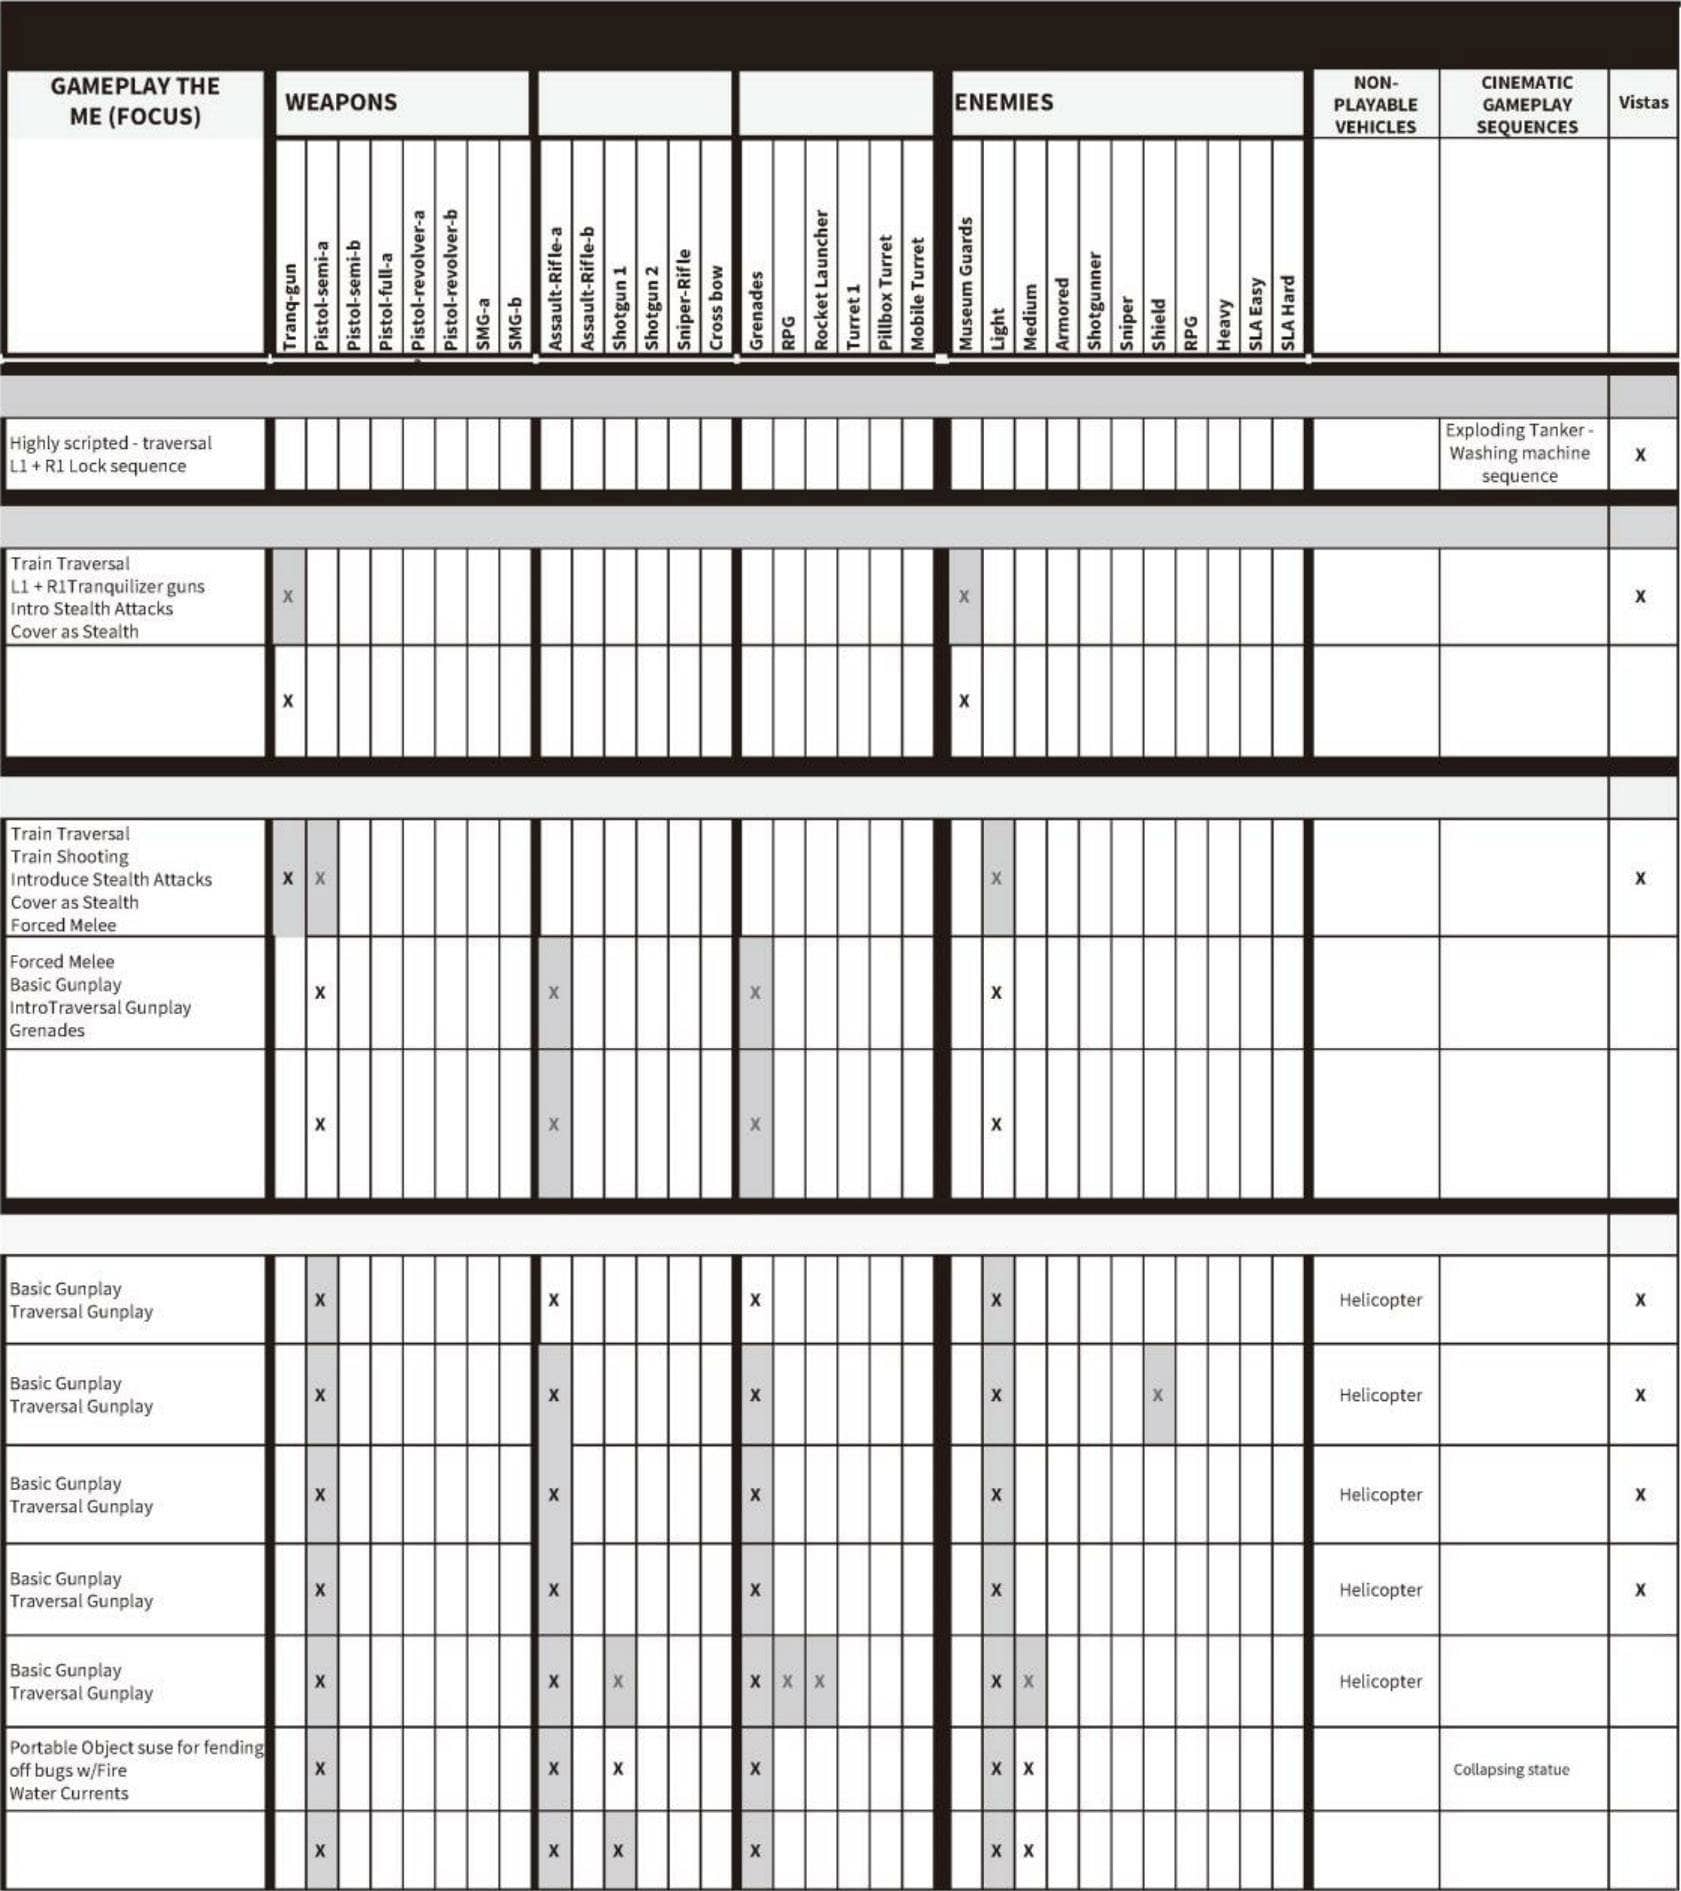 GAMEPLAY THE
ME (FOCUS)
WEAPONS
ENEMIES
NON-
PLAYABLE
VEHICLES
CINEMATIC
GAMEPLAY
SEQUENCES
Vistas
Tranq-gun
Pistol-semi-a
Pistol-semi-b
Pistol-full-a
Pistol-revolver-a
Pistol-revolver-b
SMG-a
SMG-b
Assault-Rifle-a
Assault-Rifle-b
Shotgun 1
Shotgun 2
Sniper-Rifle
Cross bow
Grenades
RPG
Rocket Launcher
Turret 1
Pillbox Turret
Mobile Turret
Museum Guards
Light
Medium
Armored
Shotgunner
Sniper
Shield
RPG
Heavy
SLA Easy
SLA Hard
Highly scripted - traversal
L1 + R1 Lock sequence
Exploding Tanker -
Washing machine
sequence
X
Train Traversal
L1 + R1Tranquilizer guns
Intro Stealth Attacks
Cover as Stealth
X X X
X X
Train Traversal
Train Shooting
Introduce Stealth Attacks
Cover as Stealth
Forced Melee
X X X X
Forced Melee
Basic Gunplay
IntroTraversal Gunplay
Grenades
X X X X
X X X X
Basic Gunplay
Traversal Gunplay
X X X X Helicopter X
Basic Gunplay
Traversal Gunplay
X X X X X Helicopter X
Basic Gunplay
Traversal Gunplay
X X X X Helicopter X
Basic Gunplay
Traversal Gunplay
X X X X Helicopter X
Basic Gunplay
Traversal Gunplay
X X X X X X X X Helicopter
Portable Object suse for fending
off bugs w/Fire
Water Currents
X X X X X X Collapsing statue
X X X X X X